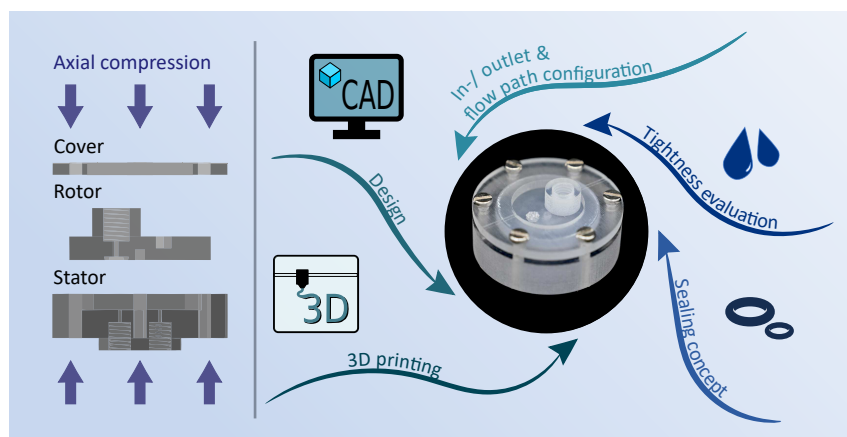 Axial compression
Cover
Rotor
Stator
CAD
Design
3D
3D printing
In-/ outlet &
flow path configuration
Tightness evaluation
Sealing concept